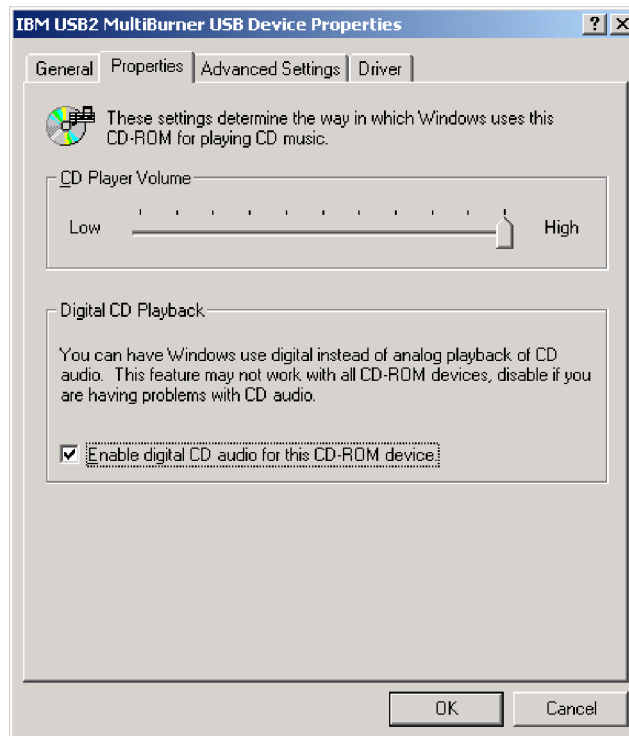 IBM USB2 MultiBurner USB Device Properties
General Properties Advanced Settings Driver
These settings determine the way in which Windows uses this
CD-ROM for playing CD music.
CD Player Volume
Low High
Digital CD Playback
You can have Windows use digital instead of analog playback of CD
audio. This feature may not work with all CD-ROM devices, disable if you
are having problems with CD audio.
Enable digital CD audio for this CD-ROM device.
OK Cancel